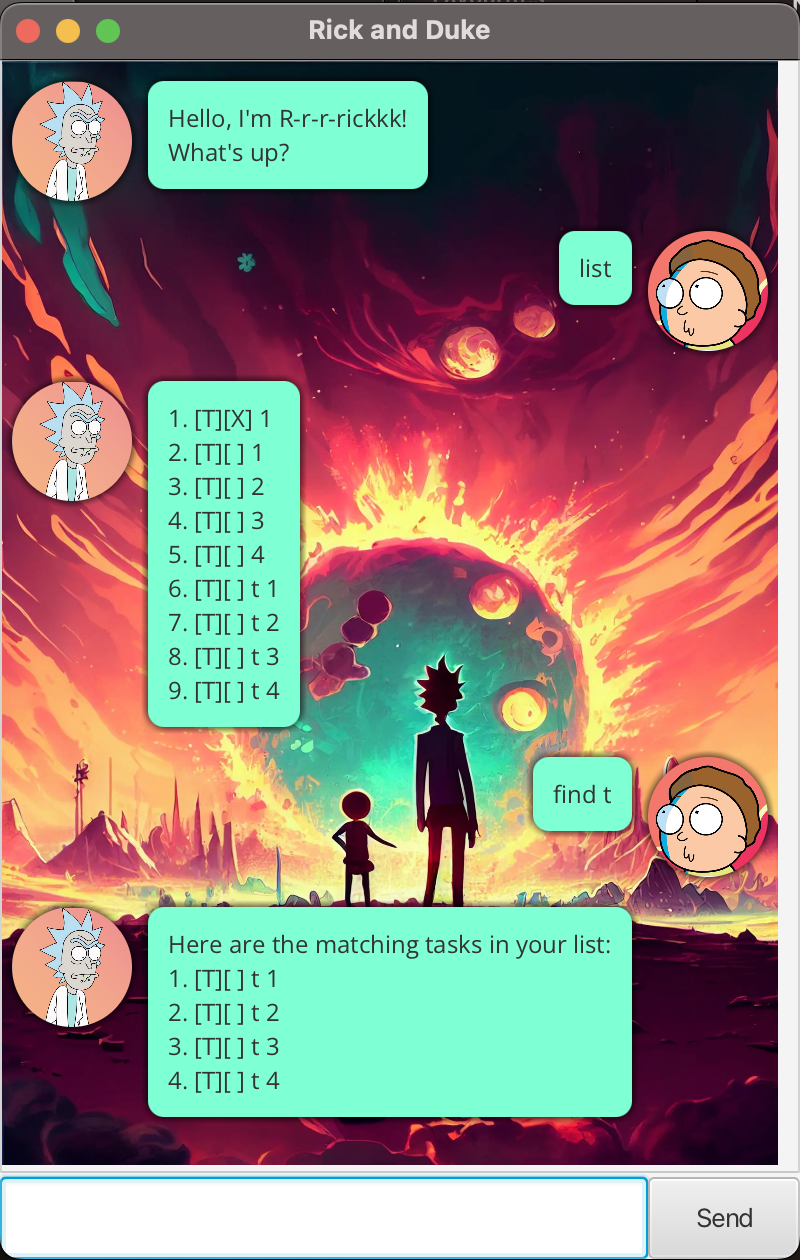 Rick and Duke
Hello, I'm R-r-r-rickkk!
What's up?
list
1. [T][X] 1
2. [T][ ] 1
3. [T][ ] 2
4. [T][ ] 3
5. [T][ ] 4
6. [T][ ] t 1
7. [T][ ] t 2
8. [T][ ] t 3
9. [T][ ] t 4
find t
Here are the matching tasks in your list:
1. [T][ ] t 1
2. [T][ ] t 2
3. [T][ ] t 3
4. [T][ ] t 4
Send